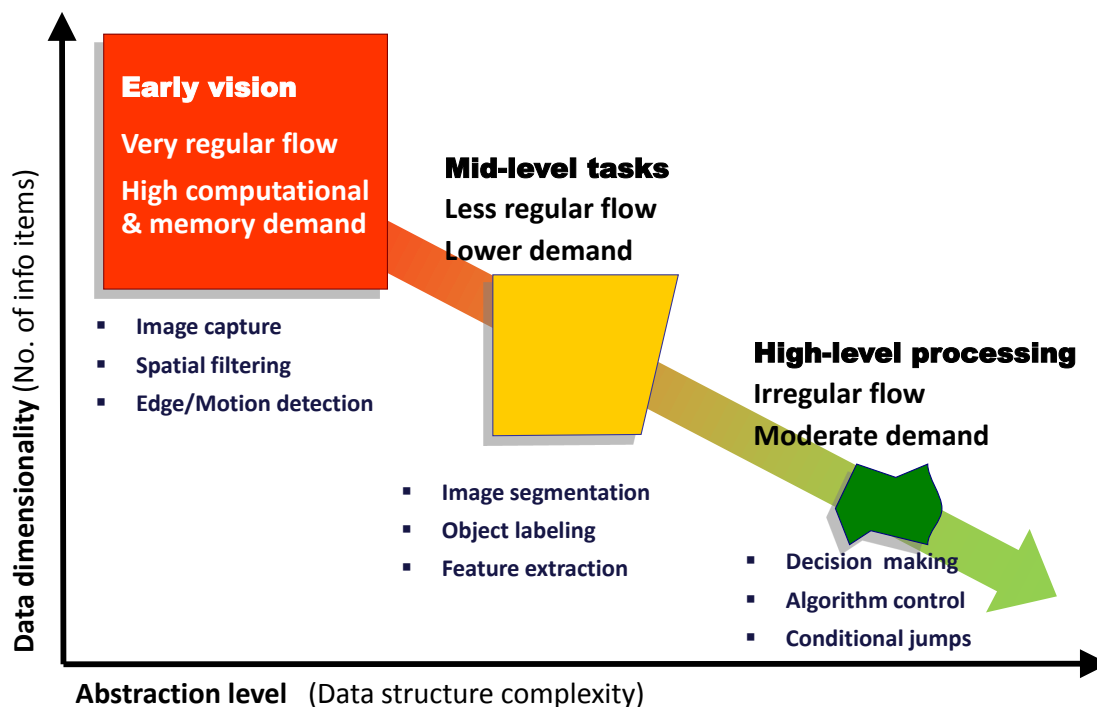 Data dimensionality (No. of info items)
Early vision
Very regular flow
High computational
& memory demand
▪ Image capture
▪ Spatial filtering
▪ Edge/Motion detection
Mid-level tasks
Less regular flow
Lower demand
▪ Image segmentation
▪ Object labeling
▪ Feature extraction
High-level processing
Irregular flow
Moderate demand
▪ Decision making
▪ Algorithm control
▪ Conditional jumps
Abstraction level (Data structure complexity)